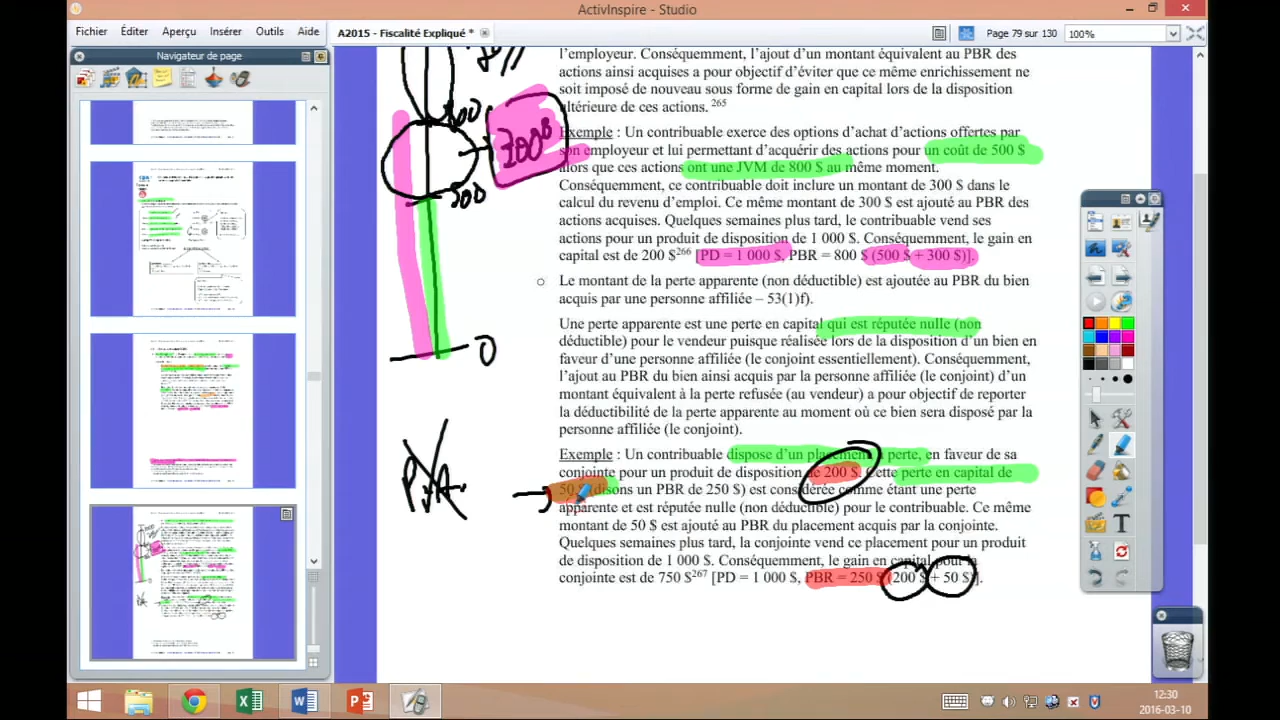 ActivInspire - Studio
Fichier Éditer Aperçu Insérer Outils Aide
A2015 – Fiscalité Expliqué *
Page 79 sur 130
100%
Navigateur de page
l'employeur. Conséquemment, l'ajout d'un montant équivalent au PBR des
actions ainsi acquises a pour objectif d'éviter que ce même enrichissement ne
soit imposé de nouveau sous forme de gain en capital lors de la disposition
ultérieure de ces actions. 265
Exemple : Un contribuable exerce des options d'achat d'actions offertes par
son employeur et lui permettant d'acquérir des actions pour un coût de 500 $
alors que celles-ci ont une JVM de 800 $ au même moment.
Conséquemment, le contribuable doit inclure un montant de 300 $ dans le
calcul de son revenu d'emploi. Ce même montant de 300 $ est ajouté au PBR des
actions. Quelques semaines plus tard, le contribuable vend ses
actions pour un produit de disposition de 1 000 $. Conséquemment, le gain en
capital est de 200 $ 266 [PD = 1 000 $, PBR = 800 $ (500 $ + 300 $)].
o Le montant d'une perte apparente (non déductible) est ajouté au PBR du bien
acquis par la personne affiliée – 53(1)f).
Une perte apparente est une perte en capital qui est réputée nulle (non
déductible) pour le vendeur puisque réalisée lors de la disposition d'un bien en
faveur d'une personne affiliée (le conjoint essentiellement). Conséquemment,
l'ajout au PBR du bien ainsi acquis par la personne affiliée (le conjoint) d'un
montant équivalent à la perte refusée (au vendeur) a pour objectif de reporter
la déductibilité de la perte apparente au moment où ce bien sera disposé par la
personne affiliée (le conjoint).
Exemple : Un contribuable dispose d'un placement à perte, en faveur de sa
conjointe, pour un produit de disposition de 200 $. Cette perte en capital de
50 $ (disons un PBR de 250 $) est considérée comme étant une perte
apparente réputée nulle (non déductible) pour le contribuable. Ce même
montant de 50 $ est ajouté au PBR du placement acquis par la conjointe.
Quelques semaines plus tard, la conjointe vend ce placement pour un produit
de disposition de 1 000 $. Conséquemment, le gain en capital pour la
conjointe est de 750 $ 267 [PD = 1 000 $, PBR = 250 $ (200 $ + 50 $)].
800
300$
500
0
12:30
2016-03-10